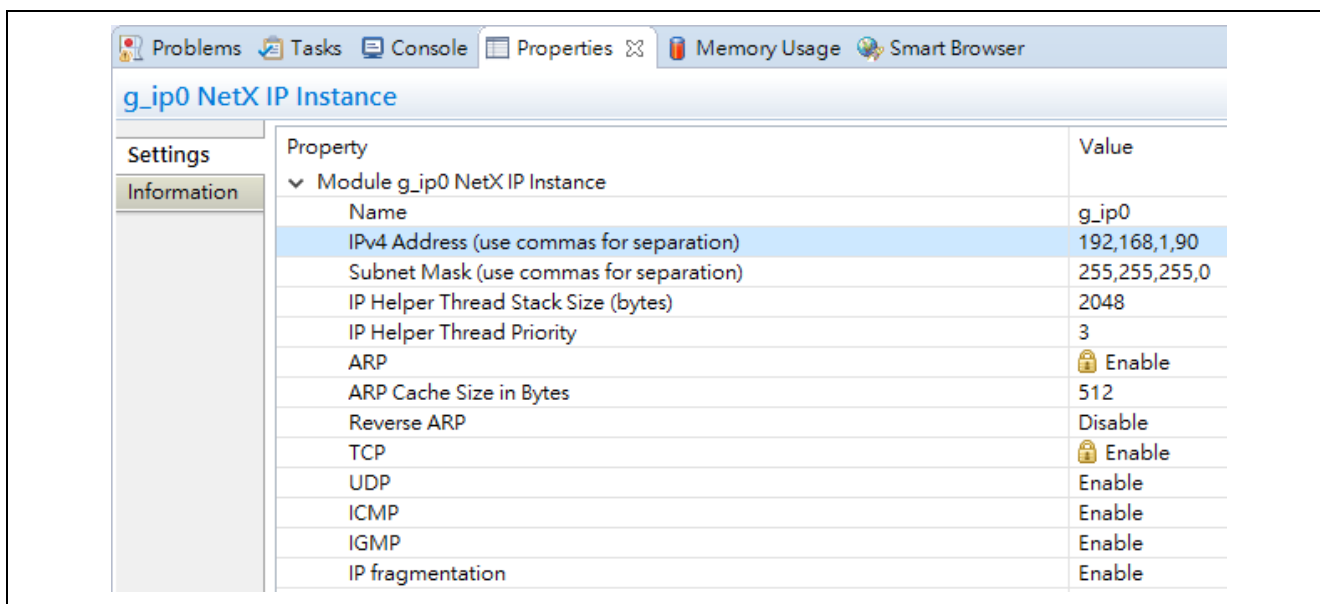 Problems Tasks Console Properties Memory Usage Smart Browser
g_ip0 NetX IP Instance
Settings
Information
Property Value
Module g_ip0 NetX IP Instance
Name g_ip0
IPv4 Address (use commas for separation) 192,168,1,90
Subnet Mask (use commas for separation) 255,255,255,0
IP Helper Thread Stack Size (bytes) 2048
IP Helper Thread Priority 3
ARP Enable
ARP Cache Size in Bytes 512
Reverse ARP Disable
TCP Enable
UDP Enable
ICMP Enable
IGMP Enable
IP fragmentation Enable